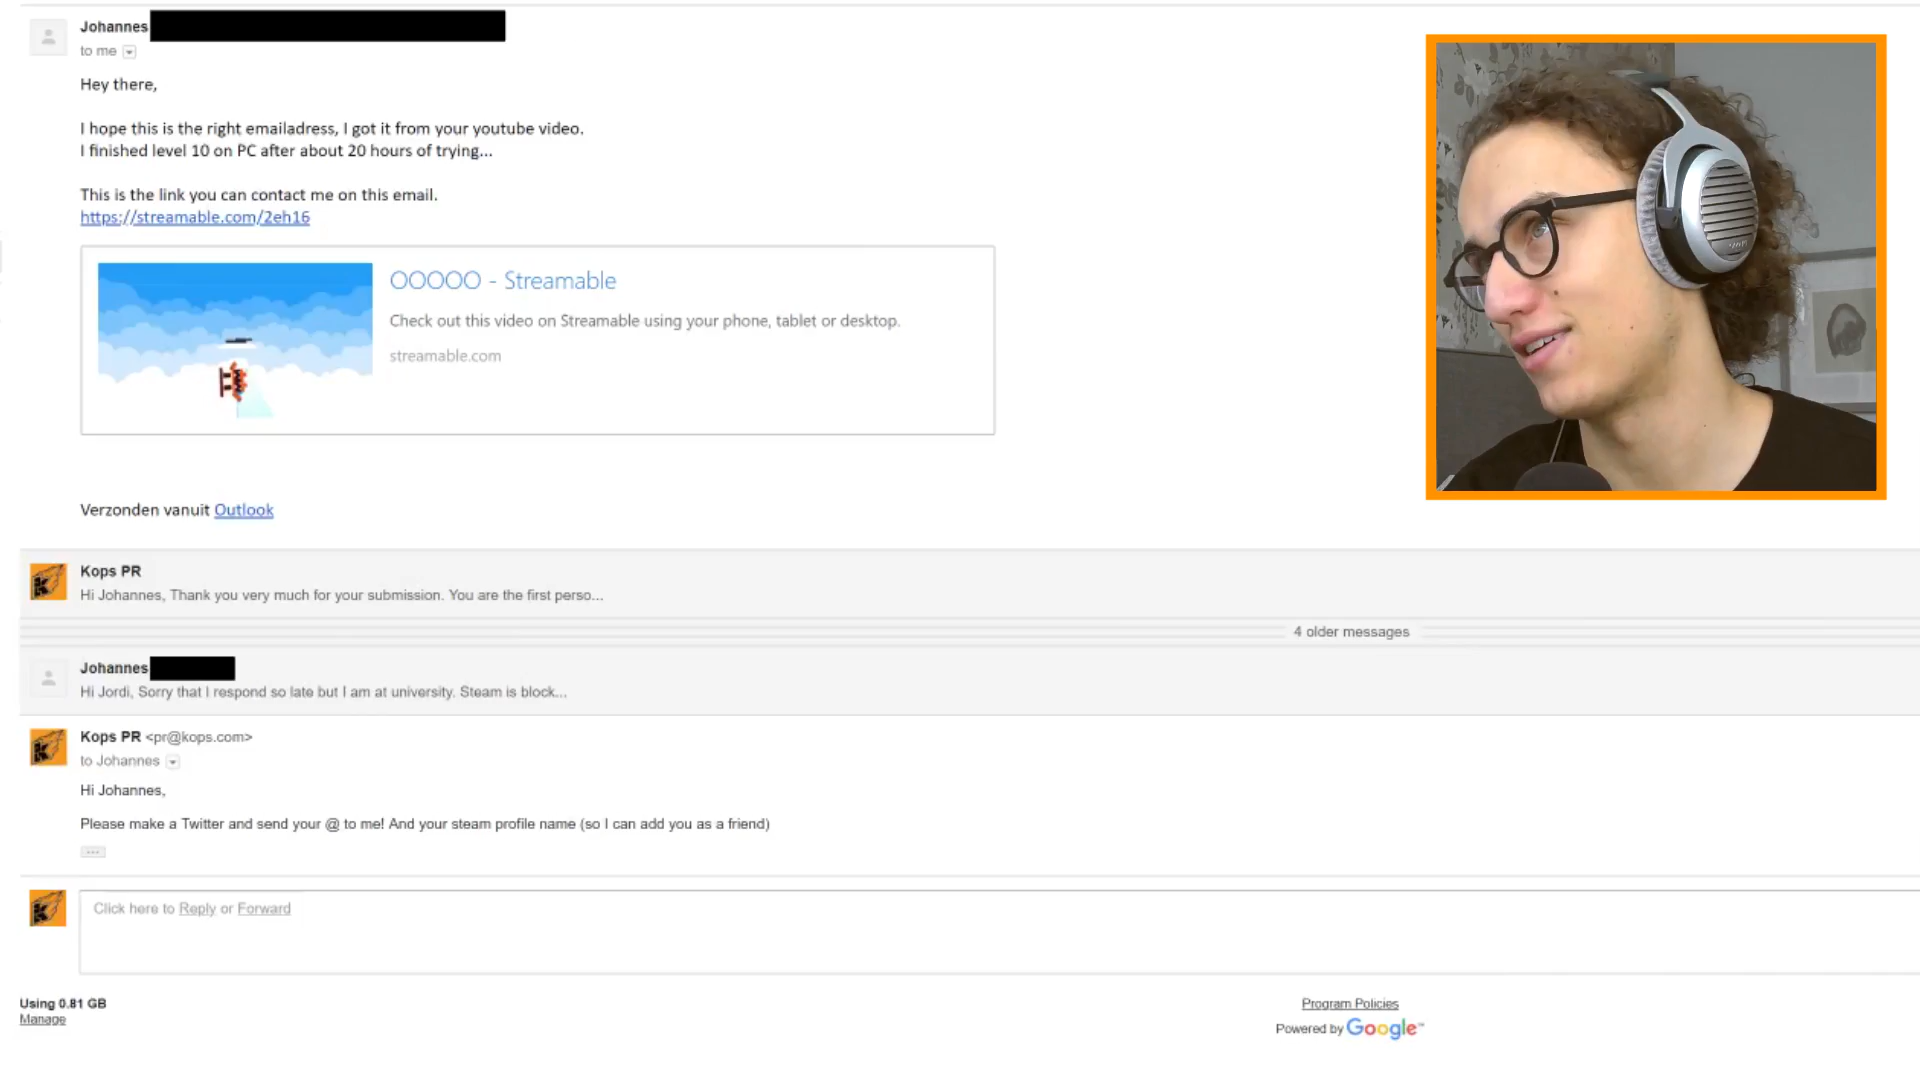 Johannes
to me
Hey there,
I hope this is the right emailadress, I got it from your youtube video.
I finished level 10 on PC after about 20 hours of trying...
This is the link you can contact me on this email.
https://streamable.com/2eh16
OOOOO - Streamable
Check out this video on Streamable using your phone, tablet or desktop.
streamable.com
Verzonden vanuit Outlook
Kops PR
Hi Johannes, Thank you very much for your submission. You are the first perso...
4 older messages
Johannes
Hi Jordi, Sorry that I respond so late but I am at university. Steam is block...
Kops PR <pr@kops.com>
to Johannes
Hi Johannes,
Please make a Twitter and send your @ to me! And your steam profile name (so I can add you as a friend)
Click here to Reply or Forward
Using 0.81 GB
Manage
Program Policies
Powered by Google™